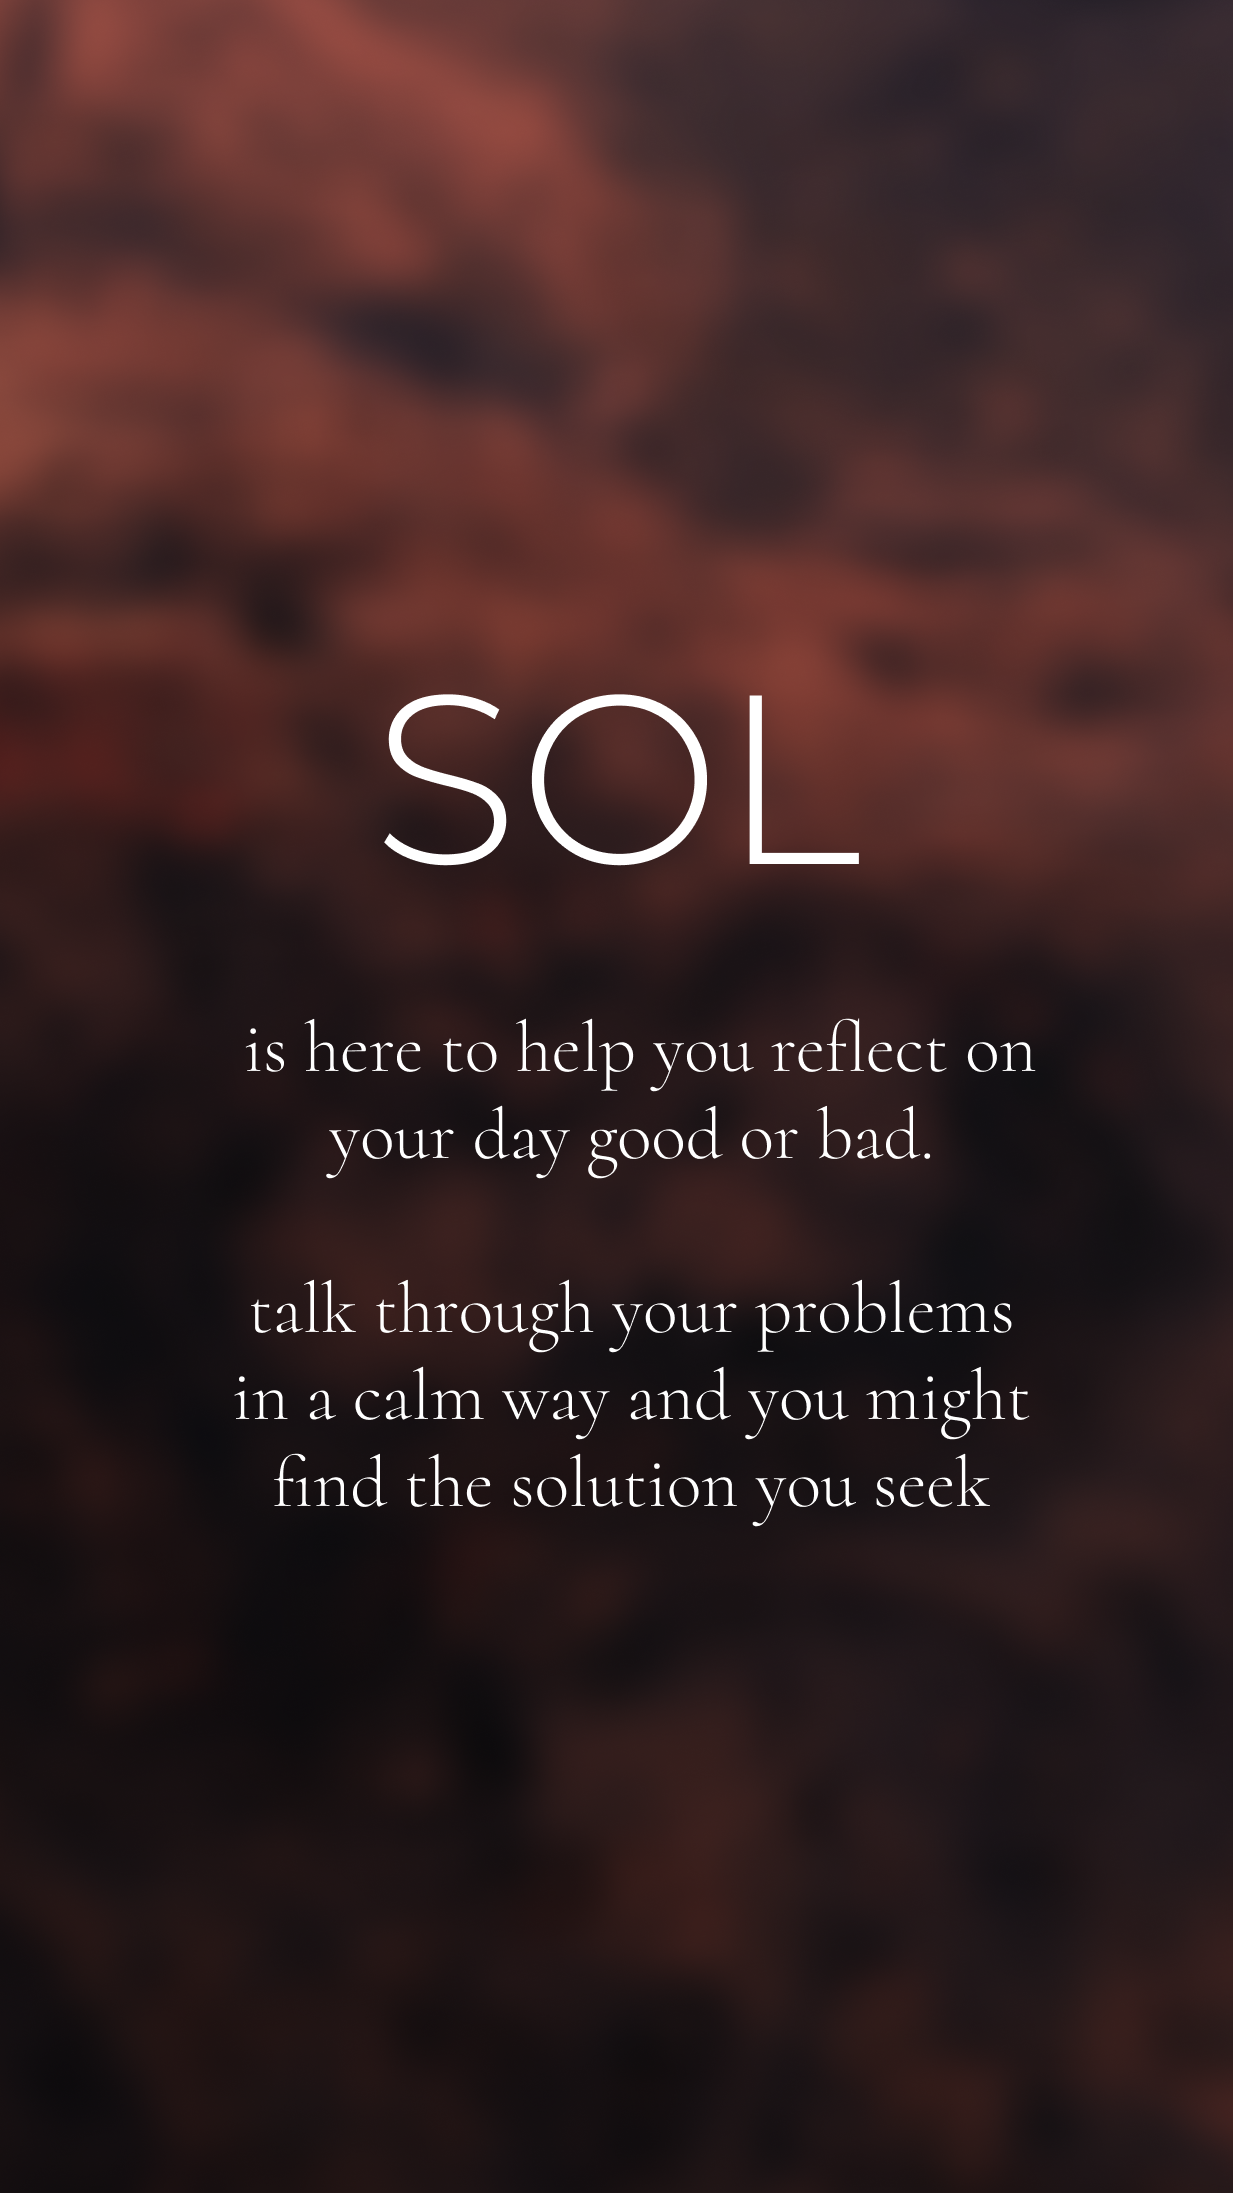 SOL
is here to help you reflect on
your day good or bad.
talk through your problems
in a calm way and you might
find the solution you seek